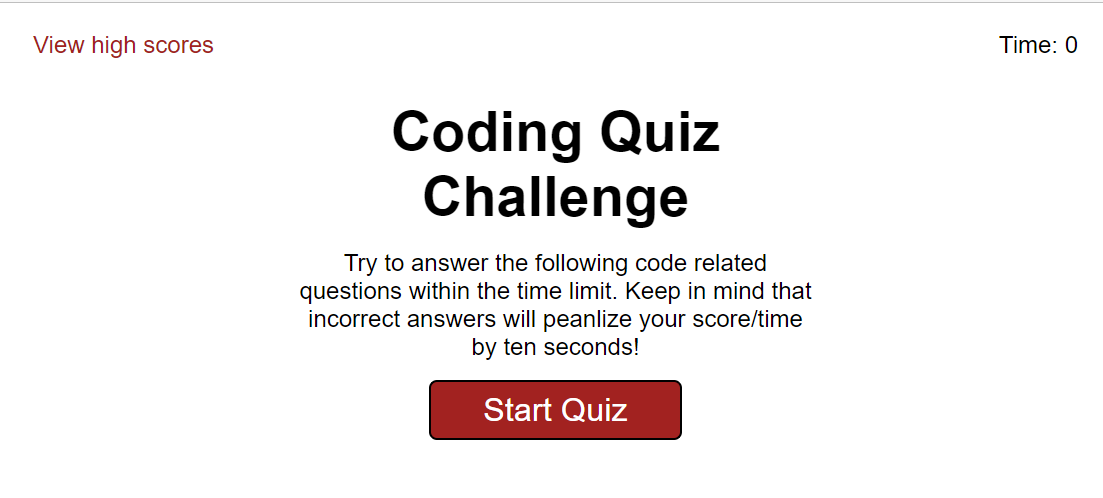 View high scores
Time: 0
Coding Quiz
Challenge
Try to answer the following code related
questions within the time limit. Keep in mind that
incorrect answers will peanlize your score/time
by ten seconds!
Start Quiz